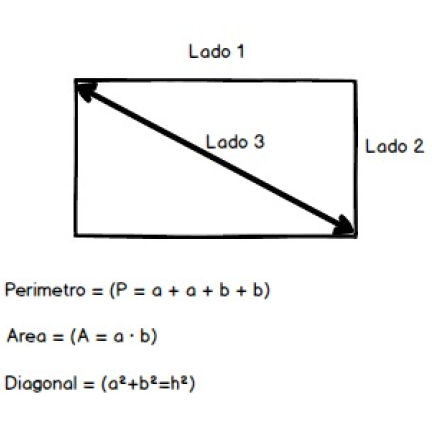 Lado 1
Lado 3
Lado 2
Perimetro = (P = a + a + b + b)
Area = (A = a · b)
Diagonal = (a²+b²=h²)